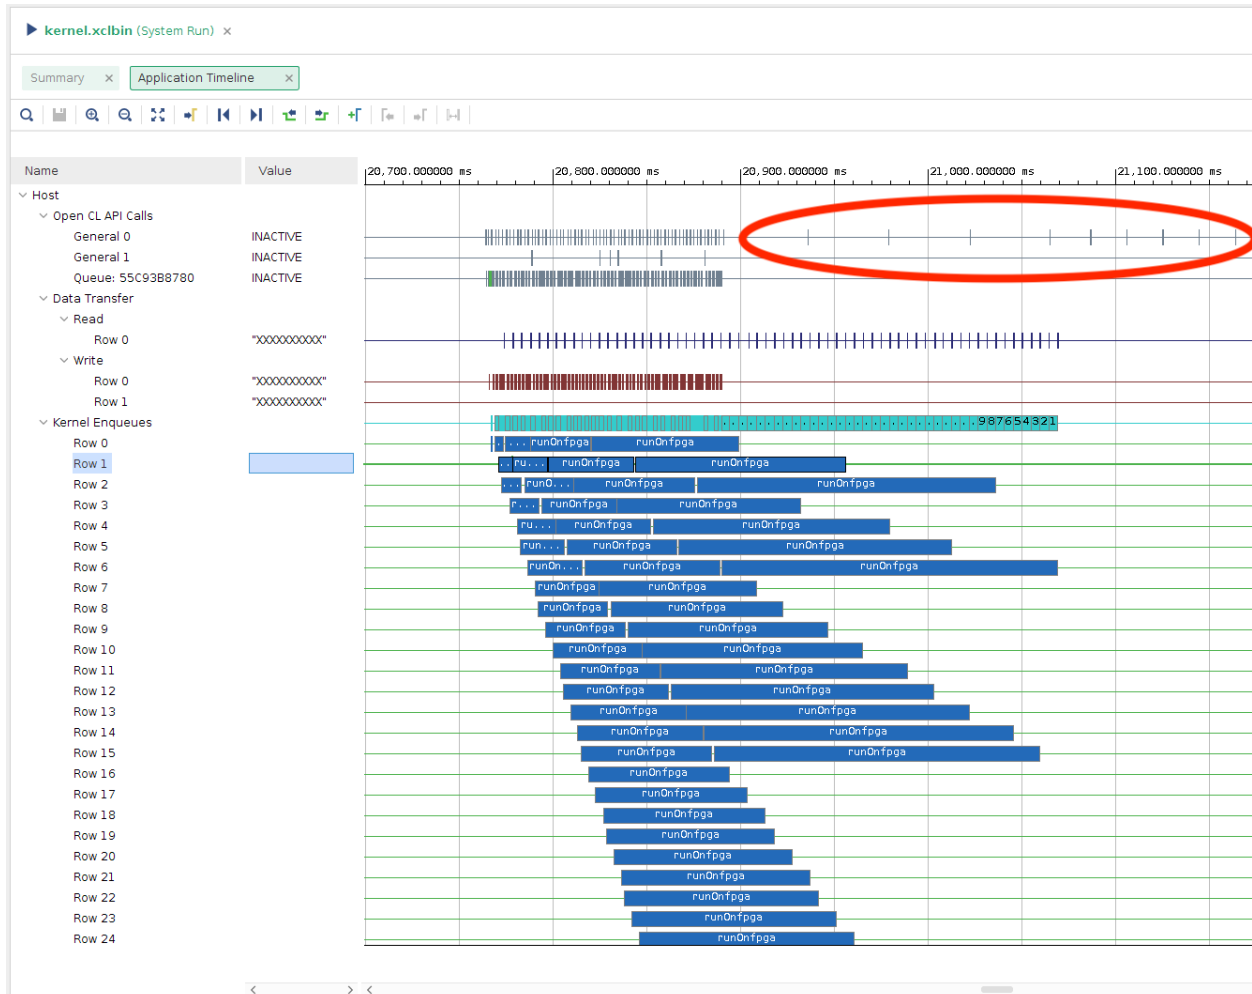 kernel.xclbin (System Run) ×
Summary × Application Timeline ×
Name Value 20,700.000000 ms 20,800.000000 ms 20,900.000000 ms 21,000.000000 ms 21,100.000000 ms
Host
Open CL API Calls
General 0 INACTIVE
General 1 INACTIVE
Queue: 55C93B8780 INACTIVE
Data Transfer
Read
Row 0 "XXXXXXXXXX"
Write
Row 0 "XXXXXXXXXX"
Row 1 "XXXXXXXXXX"
Kernel Enqueues 987654321
Row 0 ... runOnfpga runOnfpga
Row 1 .. ru... runOnfpga runOnfpga
Row 2 ... runO... runOnfpga runOnfpga
Row 3 r... runOnfpga runOnfpga
Row 4 ru... runOnfpga runOnfpga
Row 5 run... runOnfpga runOnfpga
Row 6 runOn... runOnfpga runOnfpga
Row 7 runOnfpga runOnfpga
Row 8 runOnfpga runOnfpga
Row 9 runOnfpga runOnfpga
Row 10 runOnfpga runOnfpga
Row 11 runOnfpga runOnfpga
Row 12 runOnfpga runOnfpga
Row 13 runOnfpga runOnfpga
Row 14 runOnfpga runOnfpga
Row 15 runOnfpga runOnfpga
Row 16 runOnfpga
Row 17 runOnfpga
Row 18 runOnfpga
Row 19 runOnfpga
Row 20 runOnfpga
Row 21 runOnfpga
Row 22 runOnfpga
Row 23 runOnfpga
Row 24 runOnfpga